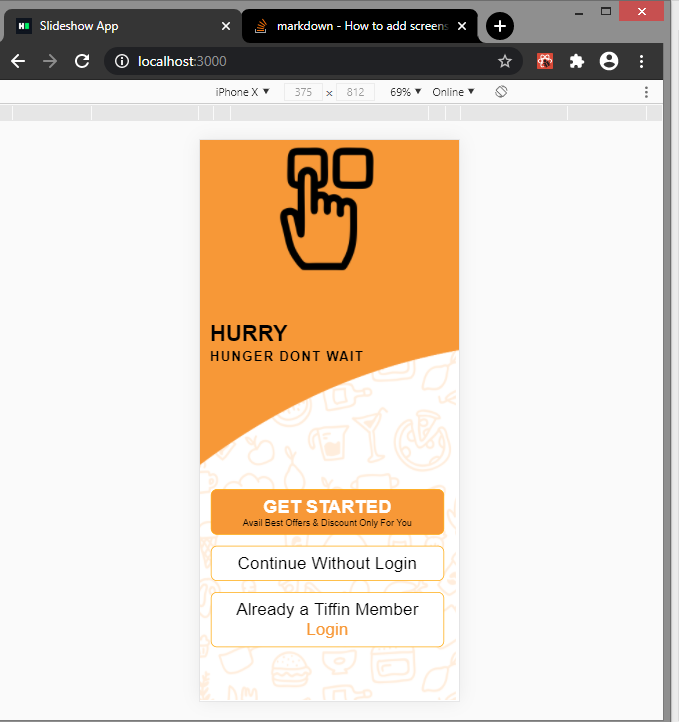 Slideshow App
markdown - How to add screens
localhost:3000
iPhone X
375 x 812
69%
Online
HURRY
HUNGER DONT WAIT
GET STARTED
Avail Best Offers & Discount Only For You
Continue Without Login
Already a Tiffin Member
Login